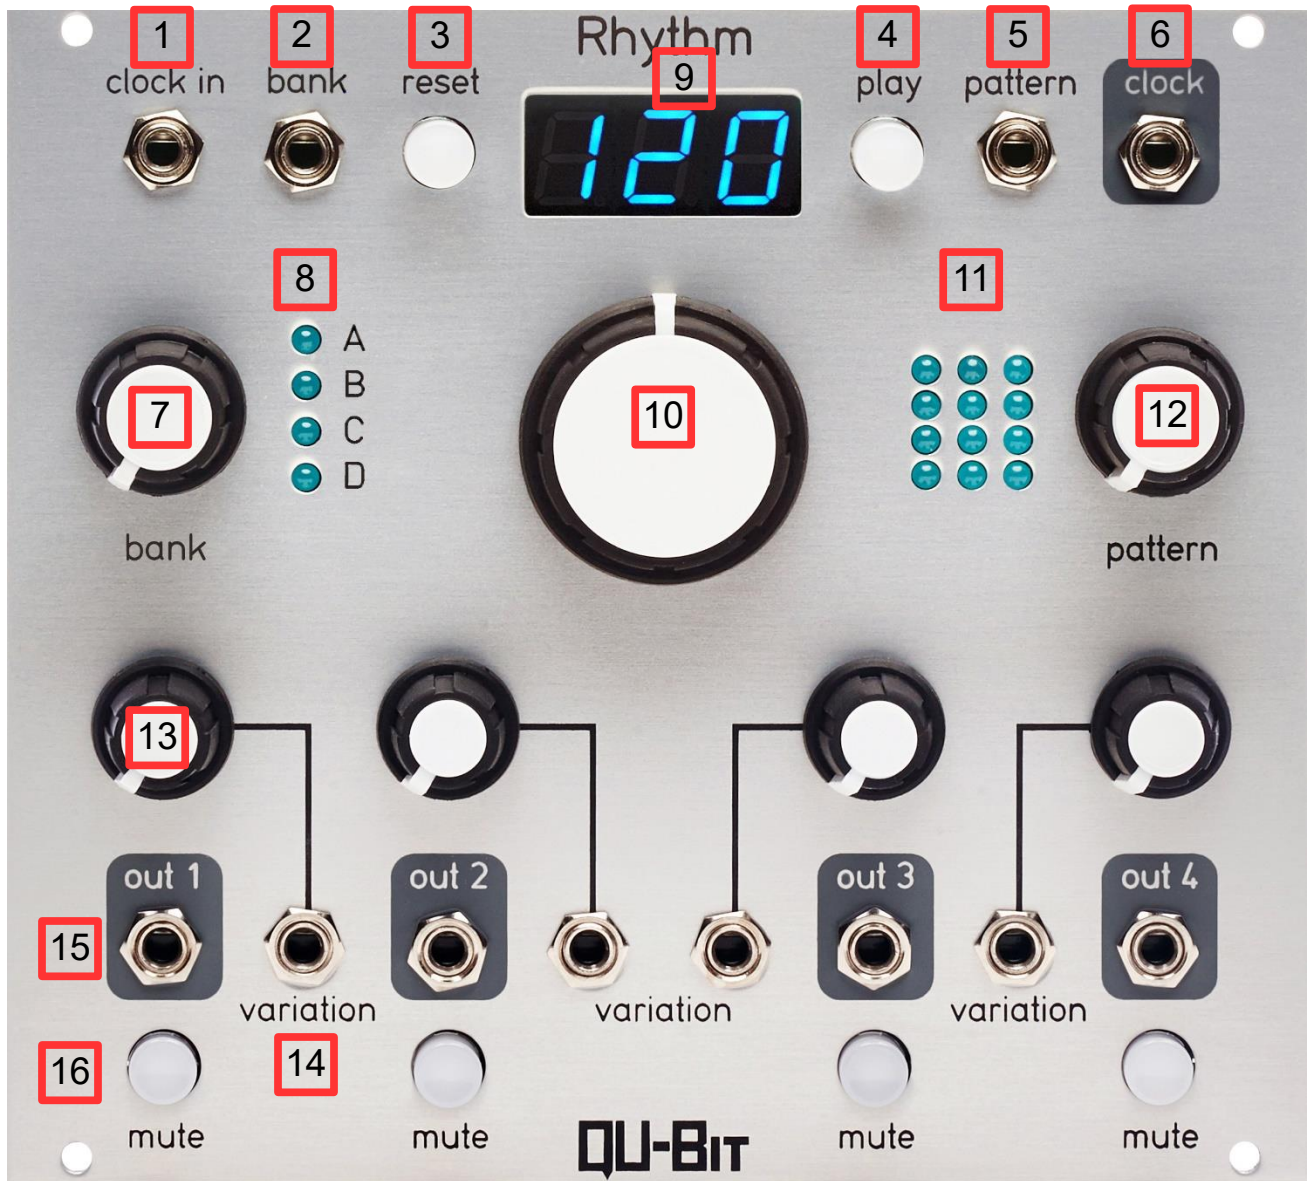 1
2
3
Rhythm
4
5
6
clock in
bank
reset
9
play
pattern
clock
120
8
11
A
B
C
D
7
10
12
bank
pattern
13
out 1
out 2
out 3
out 4
15
variation
variation
variation
16
14
mute
mute
QU-BIT
mute
mute